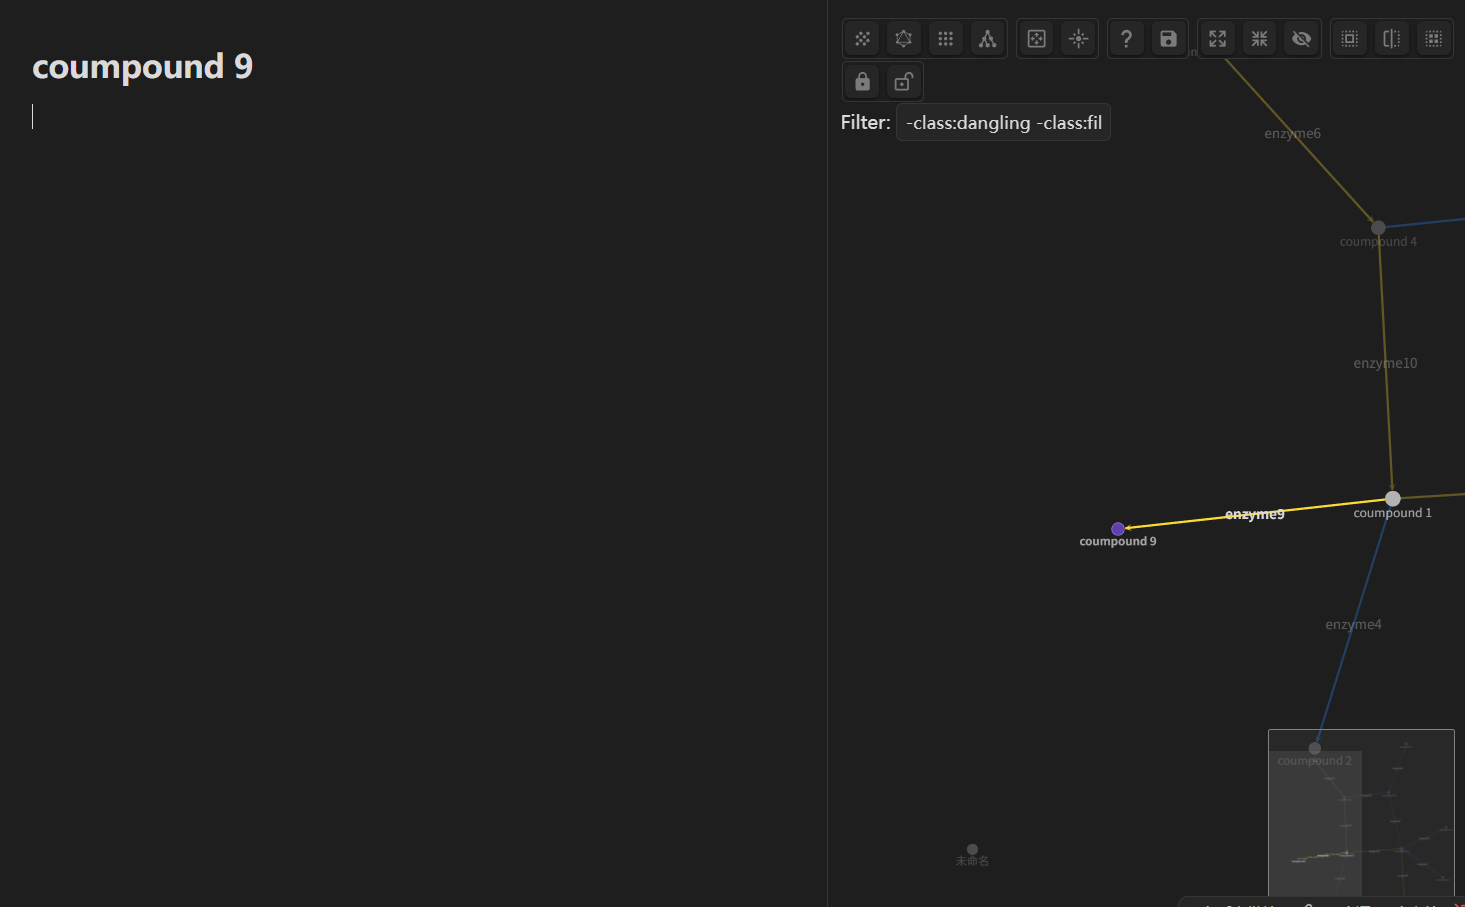 coumpound 9
Filter: -class:dangling -class:fil
enzyme6
coumpound 4
enzyme10
coumpound 1
enzyme9
coumpound 9
enzyme4
coumpound 2
未命名